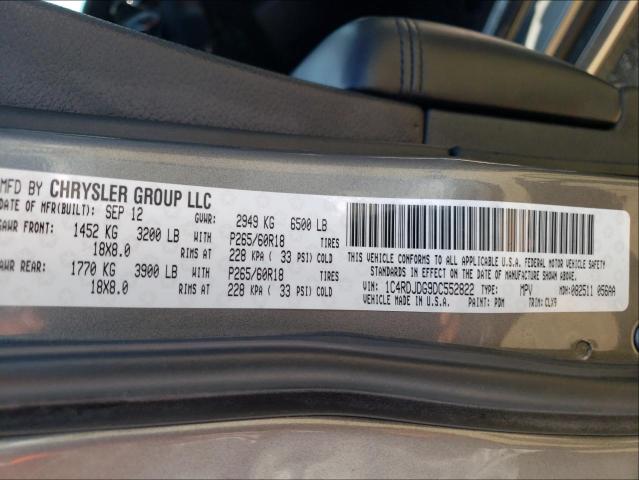 MFD BY CHRYSLER GROUP LLC
DATE OF MFR(BUILT): SEP 12 GVWR: 2949 KG 6500 LB
GAWR FRONT: 1452 KG 3200 LB WITH P265/60R18 TIRES
18X8.0 RIMS AT 228 KPA ( 33 PSI) COLD
GAWR REAR: 1770 KG 3900 LB WITH P265/60R18 TIRES
18X8.0 RIMS AT 228 KPA ( 33 PSI) COLD
THIS VEHICLE CONFORMS TO ALL APPLICABLE U.S.A. FEDERAL MOTOR VEHICLE SAFETY
STANDARDS IN EFFECT ON THE DATE OF MANUFACTURE SHOWN ABOVE.
VIN: 1C4RDJDG9DC552822 TYPE: MPV MDH: 082511 056AA
MADE IN U.S.A. PAINT: PDM TRIM: CLX9